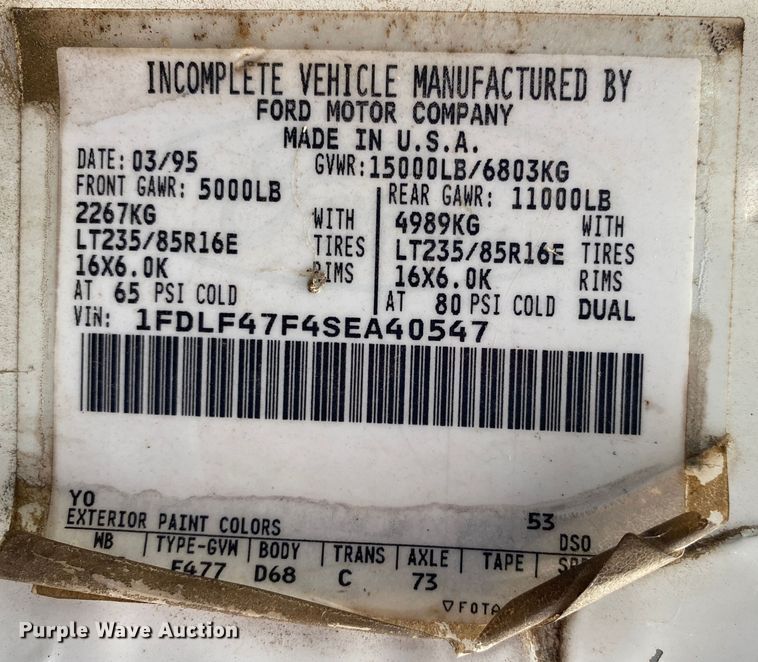 INCOMPLETE VEHICLE MANUFACTURED BY
FORD MOTOR COMPANY
MADE IN U.S.A.
DATE: 03/95 GVWR: 15000LB/6803KG
FRONT GAWR: 5000LB REAR GAWR: 11000LB
2267KG WITH 4989KG WITH
LT235/85R16E TIRES LT235/85R16E TIRES
16X6.0K RIMS 16X6.0K RIMS
AT 65 PSI COLD AT 80 PSI COLD DUAL
VIN: 1FDLF47F4SEA40547
YO 53
EXTERIOR PAINT COLORS DSO
WB TYPE-GVW BODY TRANS AXLE TAPE
F477 D68 C 73
▽FOTA
Purple Wave Auction